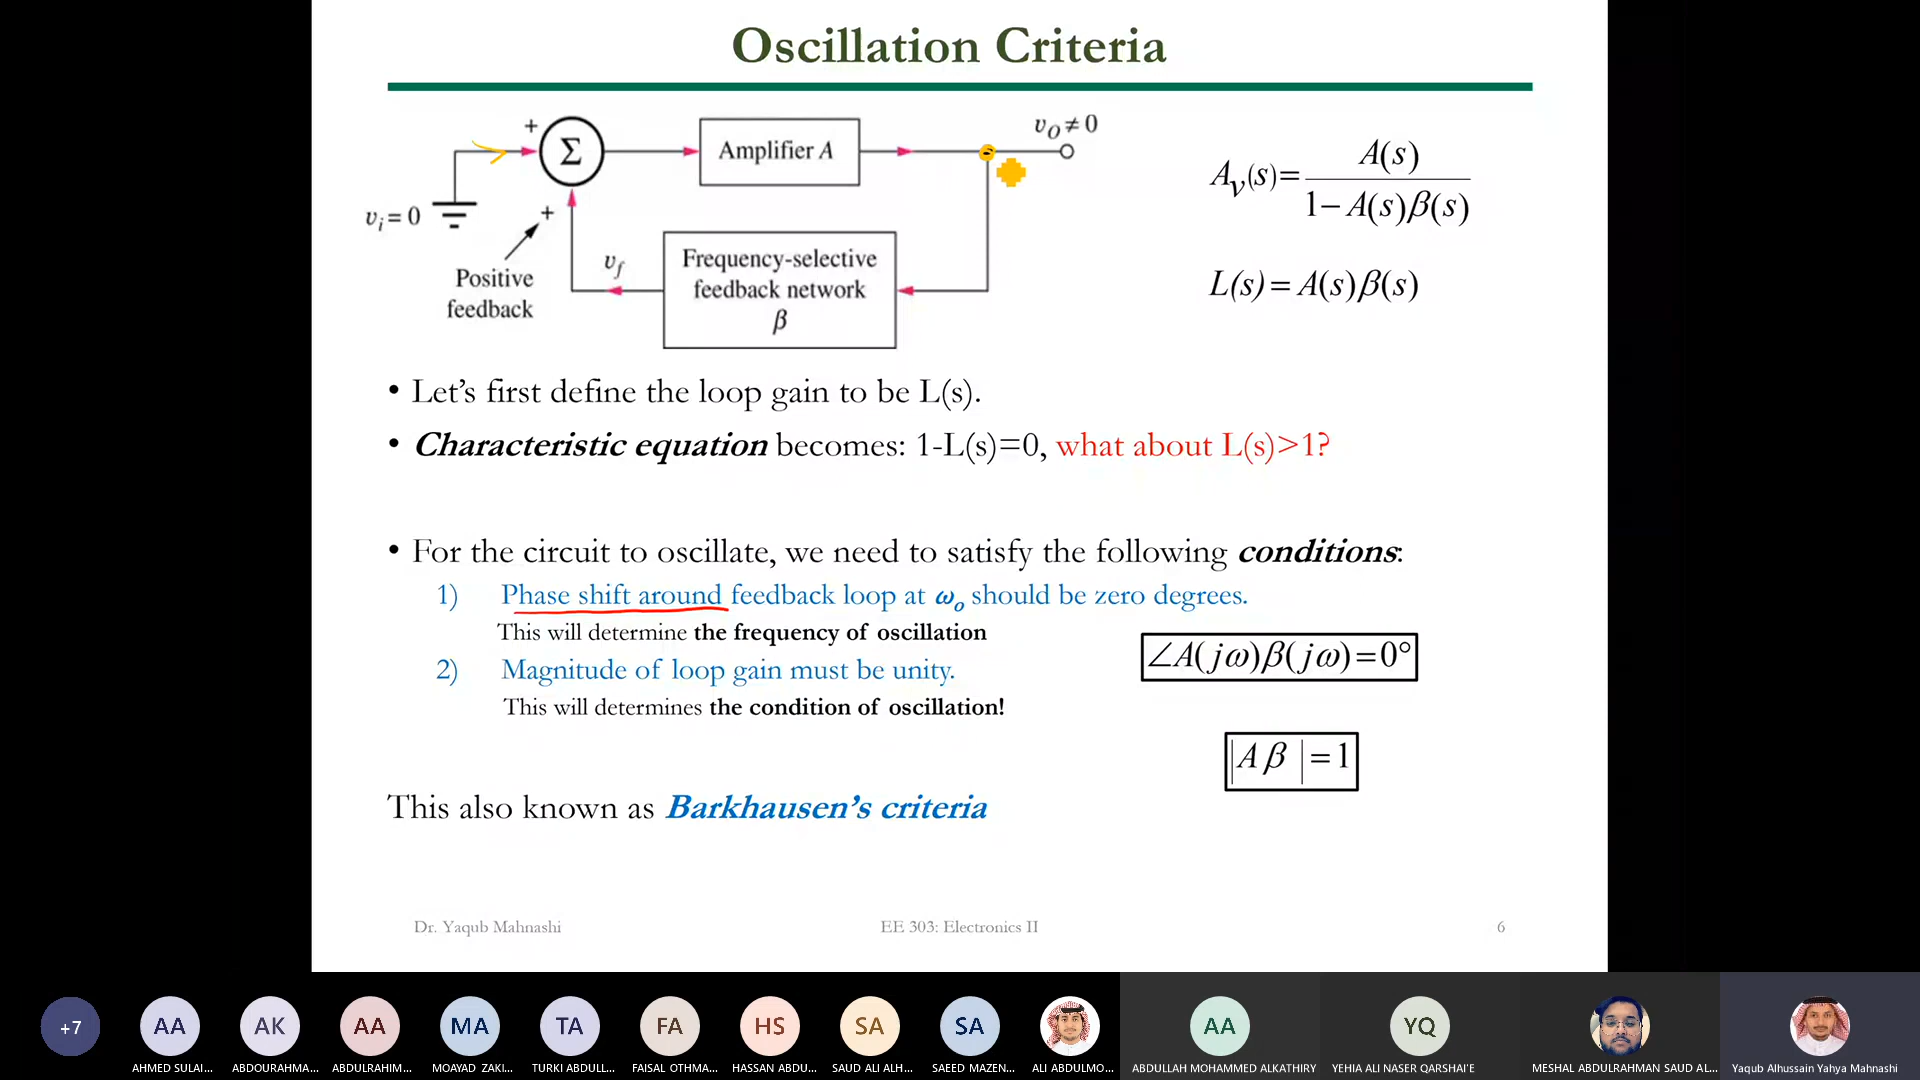 Oscillation Criteria
+
Σ
Amplifier A
v_O ≠ 0
v_i = 0
+
Positive
feedback
v_f
Frequency-selective
feedback network
β
A_v(s)= A(s) / 1− A(s)β(s)
L(s)= A(s)β(s)
• Let’s first define the loop gain to be L(s).
• Characteristic equation becomes: 1-L(s)=0, what about L(s)>1?
• For the circuit to oscillate, we need to satisfy the following conditions:
1) Phase shift around feedback loop at ω_o should be zero degrees.
This will determine the frequency of oscillation
∠A(jω)β(jω)=0°
2) Magnitude of loop gain must be unity.
This will determines the condition of oscillation!
|Aβ |=1
This also known as Barkhausen’s criteria
Dr. Yaqub Mahnashi
EE 303: Electronics II
6
+7
AA
AK
AA
MA
TA
FA
HS
SA
SA
AA
YQ
AHMED SULAI...
ABDOURAHMA...
ABDULRAHIM...
MOAYAD ZAKI...
TURKI ABDULL...
FAISAL OTHMA...
HASSAN ABDU...
SAUD ALI ALH...
SAEED MAZEN...
ALI ABDULMO...
ABDULLAH MOHAMMED ALKATHIRY
YEHIA ALI NASER QARSHAI'E
MESHAL ABDULRAHMAN SAUD AL...
Yaqub Alhussain Yahya Mahnashi